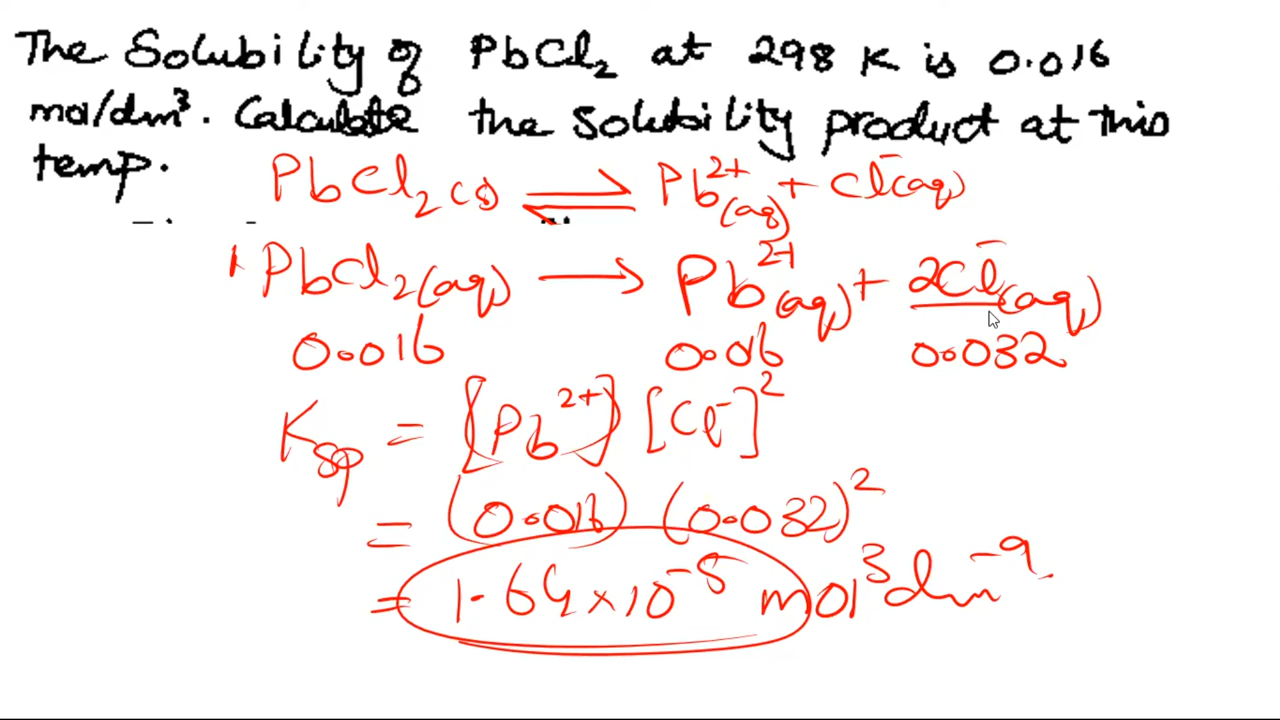 The Solubility of PbCl₂ at 298 K is 0.016
mol/dm³. Calculate the solubility product at this
temp.
PbCl₂(s) ⇌ Pb²⁺(aq) + Cl⁻(aq)
1 PbCl₂(aq) → Pb²⁺(aq) + 2Cl⁻(aq)
0.016 0.016 0.032
Ksp = [Pb²⁺] [Cl⁻]²
= (0.016) (0.032)²
= 1.64 × 10⁻⁵ mol³dm⁻⁹